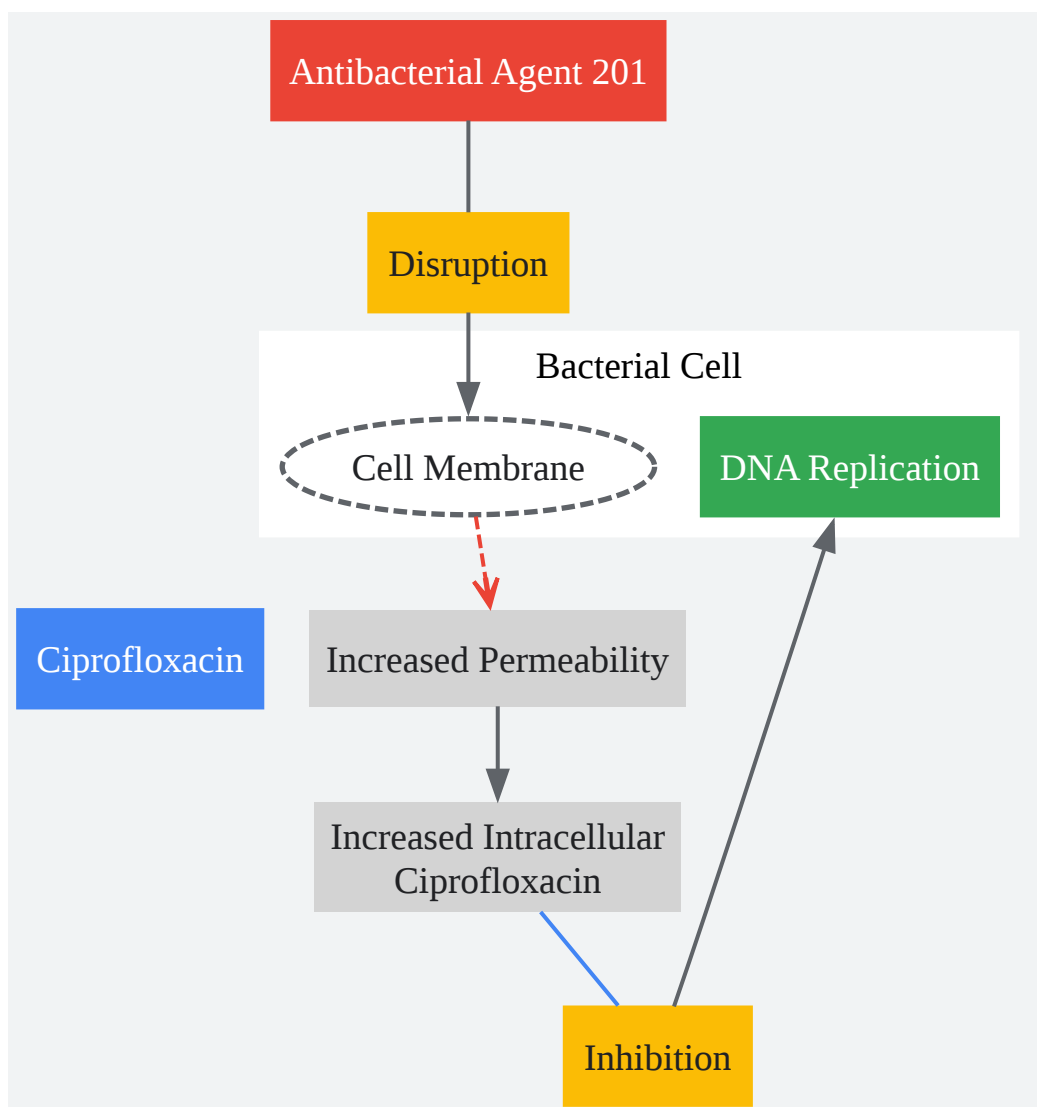 Antibacterial Agent 201
Disruption
Bacterial Cell
Cell Membrane
DNA Replication
Ciprofloxacin
Increased Permeability
Increased Intracellular
Ciprofloxacin
Inhibition